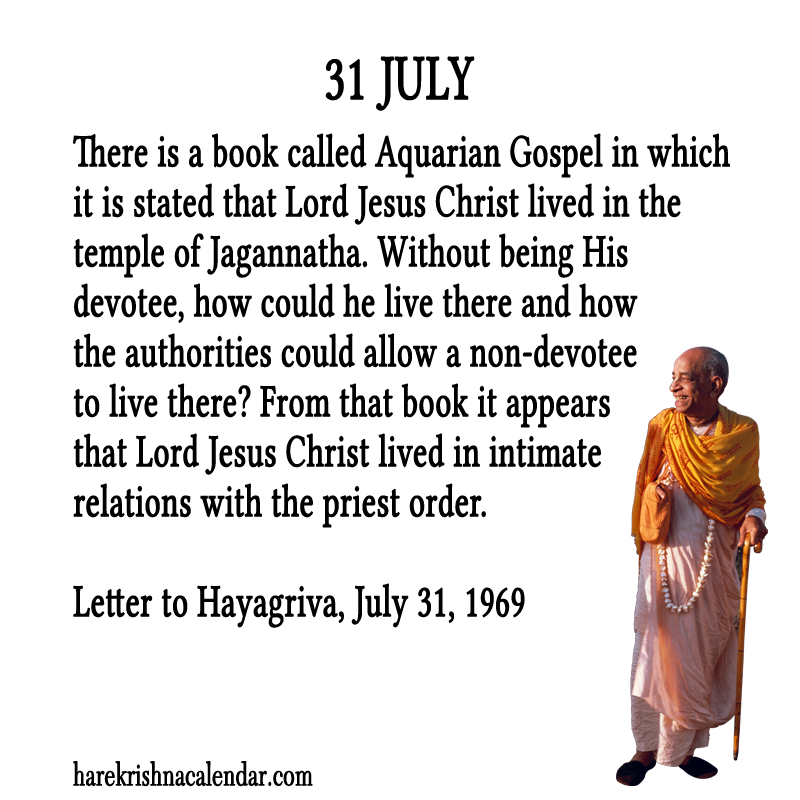 31 JULY
There is a book called Aquarian Gospel in which
it is stated that Lord Jesus Christ lived in the
temple of Jagannatha. Without being His
devotee, how could he live there and how
the authorities could allow a non-devotee
to live there? From that book it appears
that Lord Jesus Christ lived in intimate
relations with the priest order.
Letter to Hayagriva, July 31, 1969
harekrishnacalendar.com